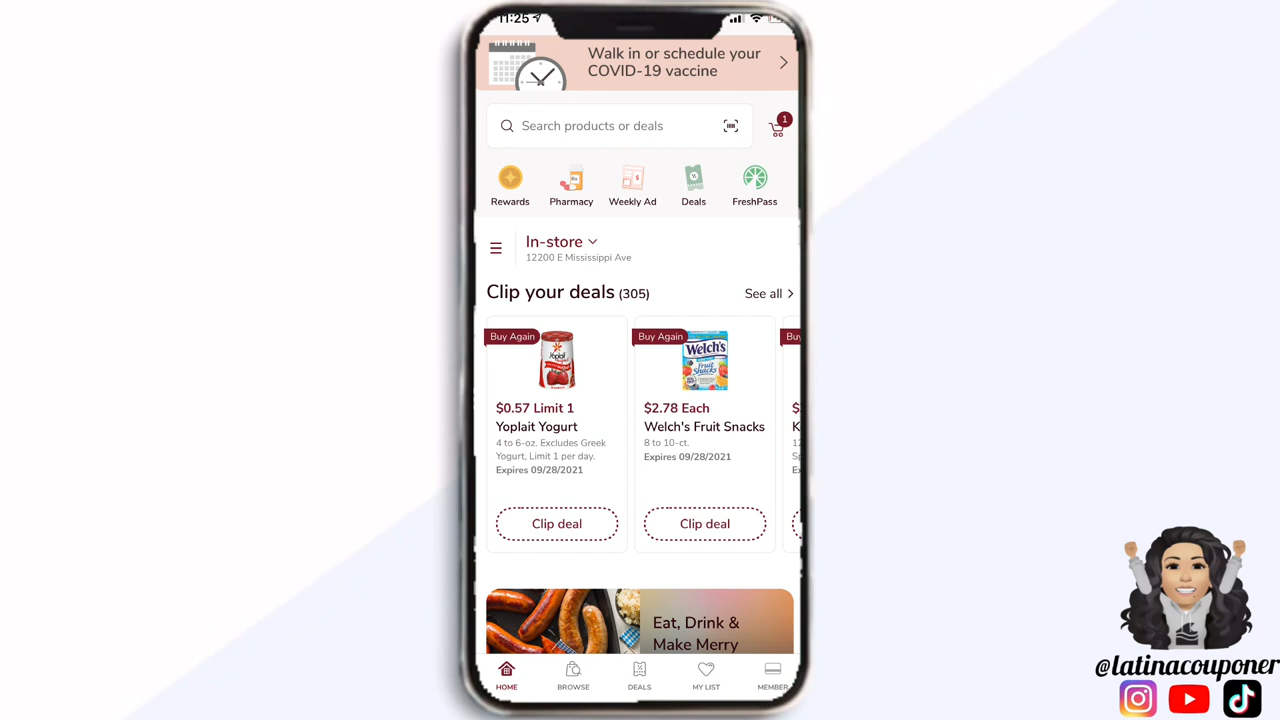 11:25
Walk in or schedule your
COVID-19 vaccine
Search products or deals
1
Rewards
Pharmacy
Weekly Ad
Deals
FreshPass
In-store
12200 E Mississippi Ave
Clip your deals (305)
See all
Buy Again
Yoplait
$0.57 Limit 1
Yoplait Yogurt
4 to 6-oz. Excludes Greek
Yogurt, Limit 1 per day.
Expires 09/28/2021
Clip deal
Buy Again
Welch's
Fruit
Snacks
$2.78 Each
Welch's Fruit Snacks
8 to 10-ct.
Expires 09/28/2021
Clip deal
Eat, Drink &
Make Merry
HOME
BROWSE
DEALS
MY LIST
MEMBER
@latinacouponer